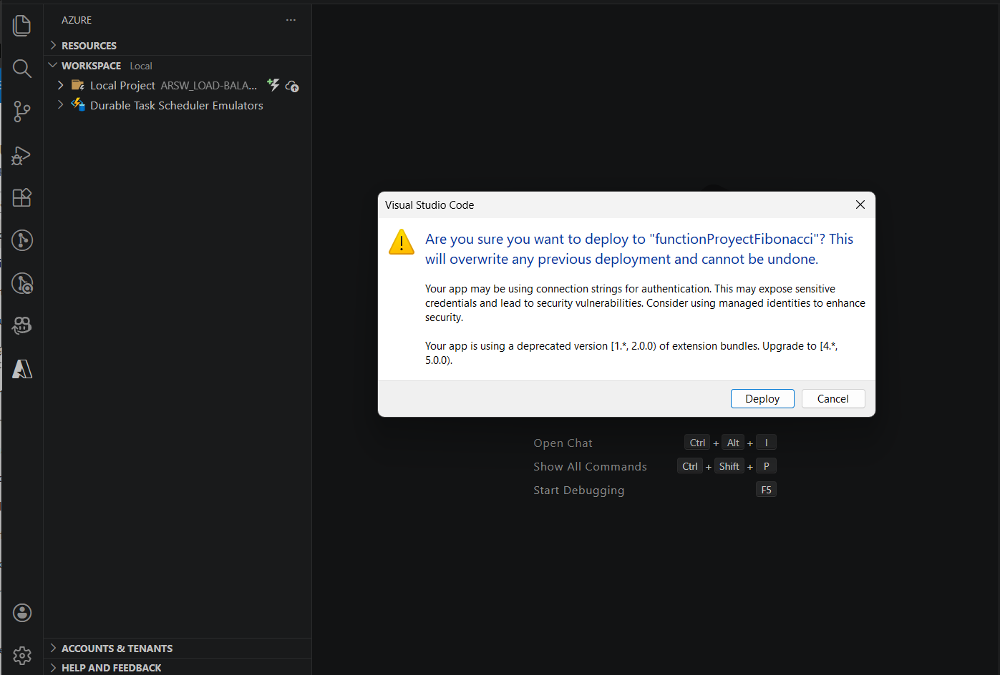 AZURE
RESOURCES
WORKSPACE Local
Local Project ARSW_LOAD-BALA...
Durable Task Scheduler Emulators
Visual Studio Code
Are you sure you want to deploy to "functionProyectFibonacci"? This
will overwrite any previous deployment and cannot be undone.
Your app may be using connection strings for authentication. This may expose sensitive
credentials and lead to security vulnerabilities. Consider using managed identities to enhance
security.
Your app is using a deprecated version [1.*, 2.0.0) of extension bundles. Upgrade to [4.*,
5.0.0).
Deploy Cancel
Open Chat Ctrl + Alt + I
Show All Commands Ctrl + Shift + P
Start Debugging F5
ACCOUNTS & TENANTS
HELP AND FEEDBACK